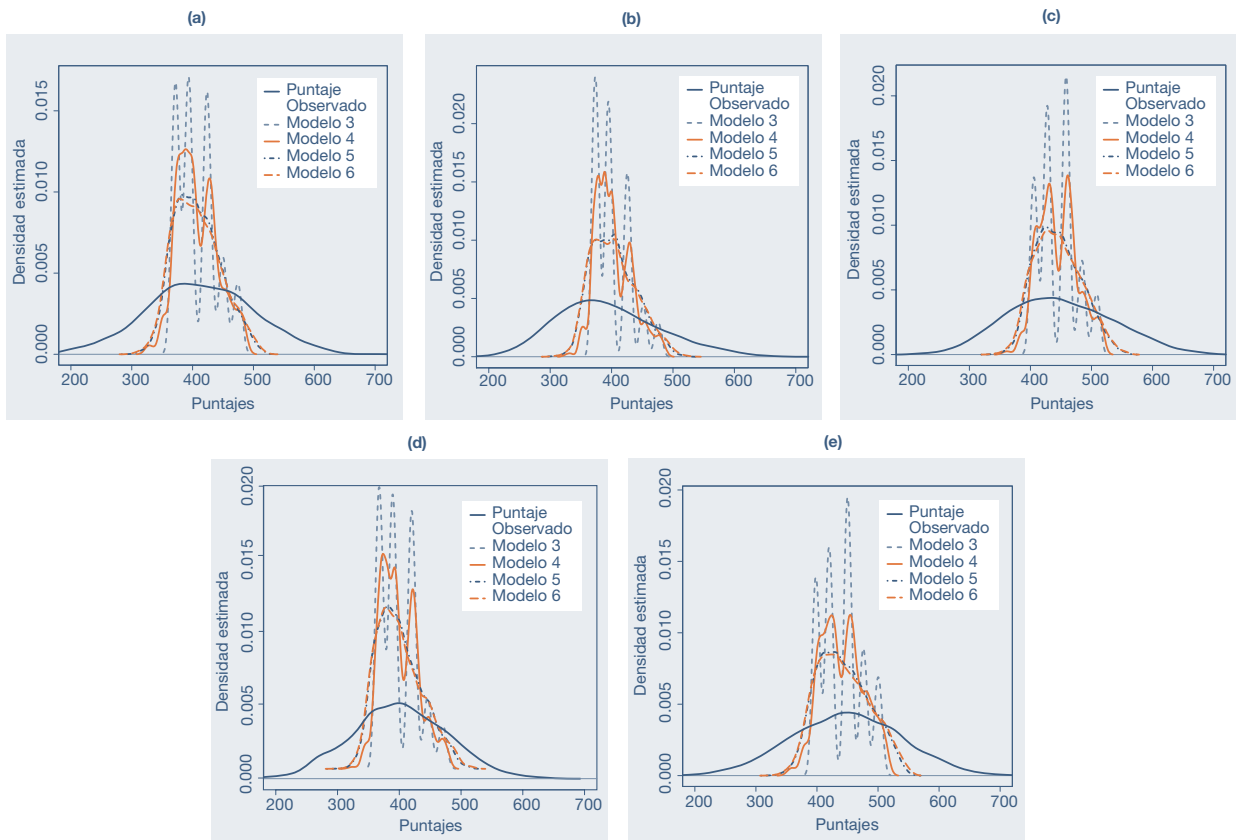 (a)
Densidad estimada
0.015
0.010
0.005
0.000
Puntaje
Observado
Modelo 3
Modelo 4
Modelo 5
Modelo 6
200 300 400 500 600 700
Puntajes
(b)
Densidad estimada
0.020
0.015
0.010
0.005
0.000
Puntaje
Observado
Modelo 3
Modelo 4
Modelo 5
Modelo 6
200 300 400 500 600 700
Puntajes
(c)
Densidad estimada
0.020
0.015
0.010
0.005
0.000
Puntaje
Observado
Modelo 3
Modelo 4
Modelo 5
Modelo 6
200 300 400 500 600 700
Puntajes
(d)
Densidad estimada
0.020
0.015
0.010
0.005
0.000
Puntaje
Observado
Modelo 3
Modelo 4
Modelo 5
Modelo 6
200 300 400 500 600 700
Puntajes
(e)
Densidad estimada
0.020
0.015
0.010
0.005
0.000
Puntaje
Observado
Modelo 3
Modelo 4
Modelo 5
Modelo 6
200 300 400 500 600 700
Puntajes